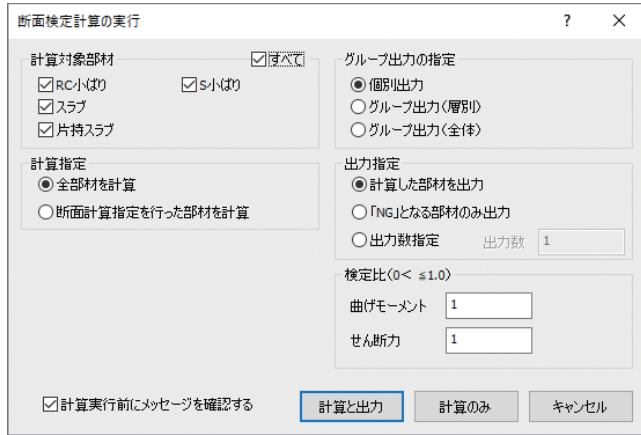 断面検定計算の実行
計算対象部材
すべて
RC小ばり
S小ばり
スラブ
片持スラブ
計算指定
全部材を計算
断面計算指定を行った部材を計算
グループ出力の指定
個別出力
グループ出力(層別)
グループ出力(全体)
出力指定
計算した部材を出力
「NG」となる部材のみ出力
出力数指定
出力数
1
検定比(0< ≦1.0)
曲げモーメント
1
せん断力
1
計算実行前にメッセージを確認する
計算と出力
計算のみ
キャンセル